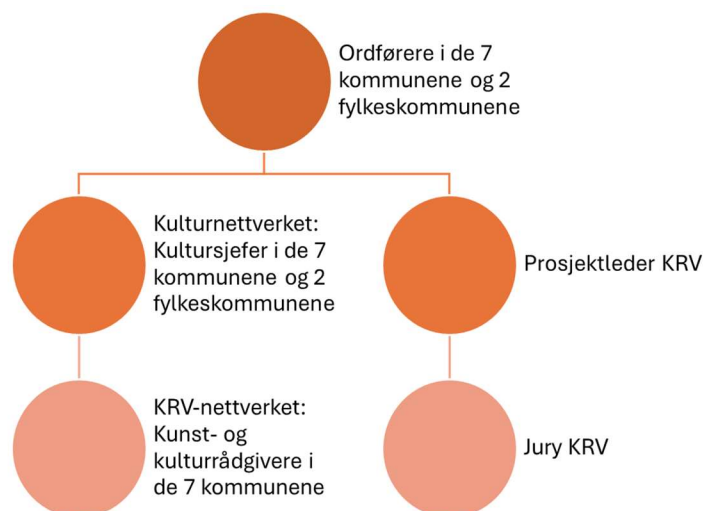 Ordførere i de 7
kommunene og 2
fylkeskommunene
Kulturnettverket:
Kultursjefer i de 7
kommunene og 2
fylkeskommunene
Prosjektleder KRV
KRV-nettverket:
Kunst- og
kulturrådgivere i
de 7 kommunene
Jury KRV